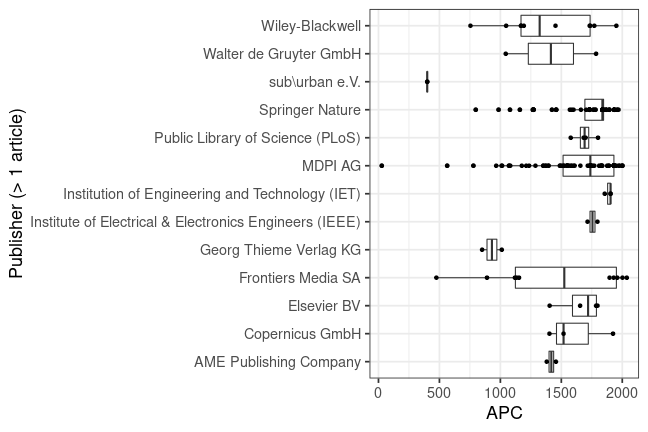 Publisher (> 1 article)
Wiley-Blackwell
Walter de Gruyter GmbH
sub\urban e.V.
Springer Nature
Public Library of Science (PLoS)
MDPI AG
Institution of Engineering and Technology (IET)
Institute of Electrical & Electronics Engineers (IEEE)
Georg Thieme Verlag KG
Frontiers Media SA
Elsevier BV
Copernicus GmbH
AME Publishing Company
0 500 1000 1500 2000
APC